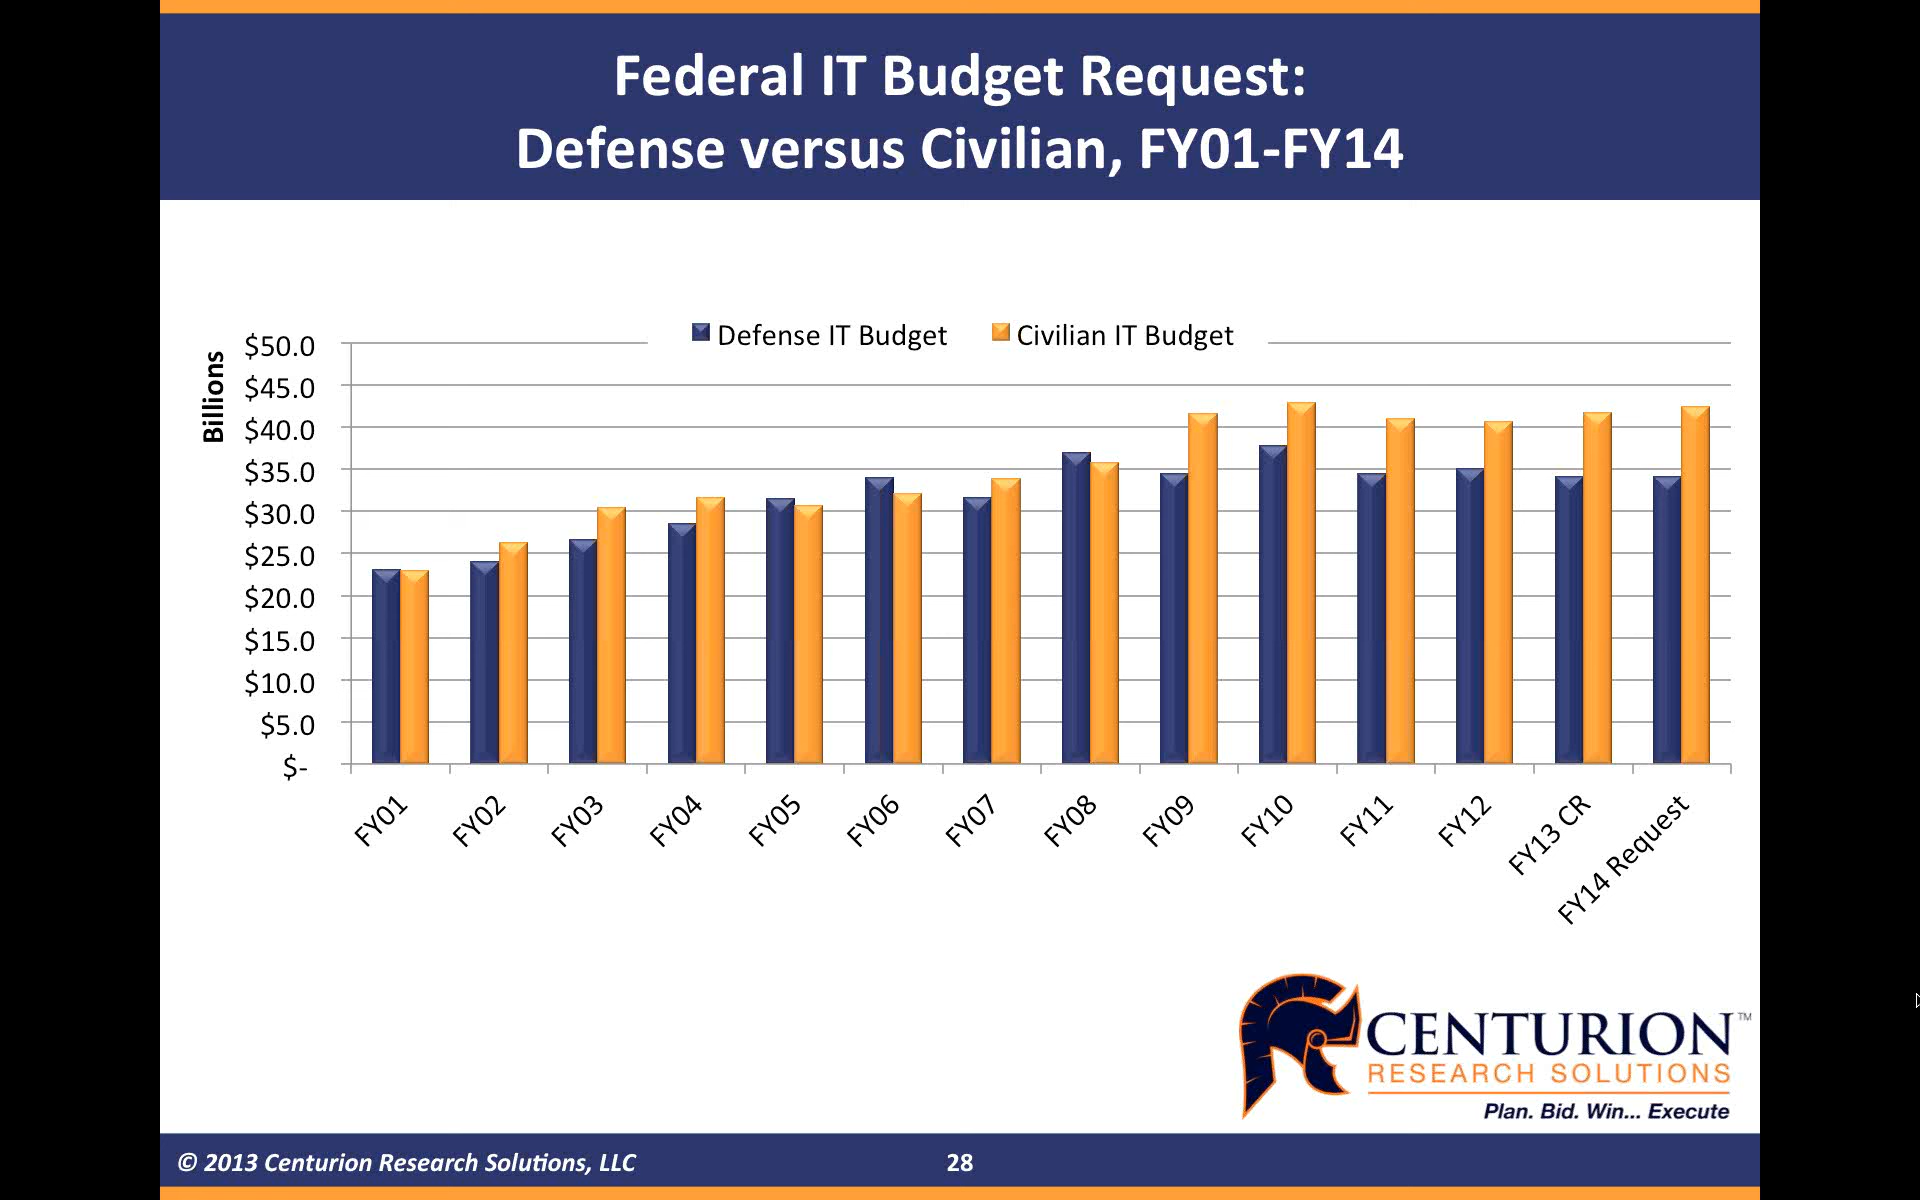 Federal IT Budget Request:
Defense versus Civilian, FY01-FY14
Defense IT Budget
Civilian IT Budget
Billions
$50.0
$45.0
$40.0
$35.0
$30.0
$25.0
$20.0
$15.0
$10.0
$5.0
$-
FY01
FY02
FY03
FY04
FY05
FY06
FY07
FY08
FY09
FY10
FY11
FY12
FY13 CR
FY14 Request
CENTURION™
RESEARCH SOLUTIONS
Plan. Bid. Win... Execute
© 2013 Centurion Research Solutions, LLC
28